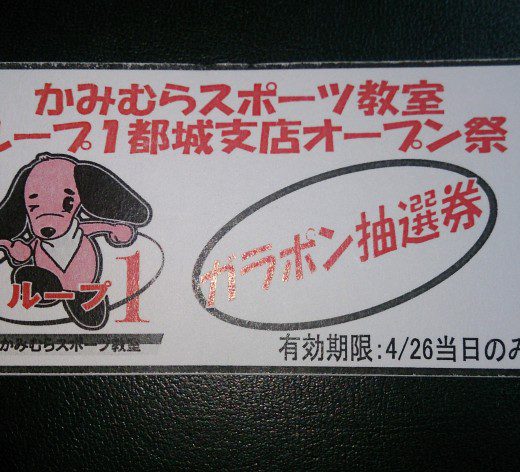 かみむらスポーツ教室
ループ1都城支店オープン祭
ガラポン抽選券
ループ1
かみむらスポーツ教室
有効期限:4/26当日のみ